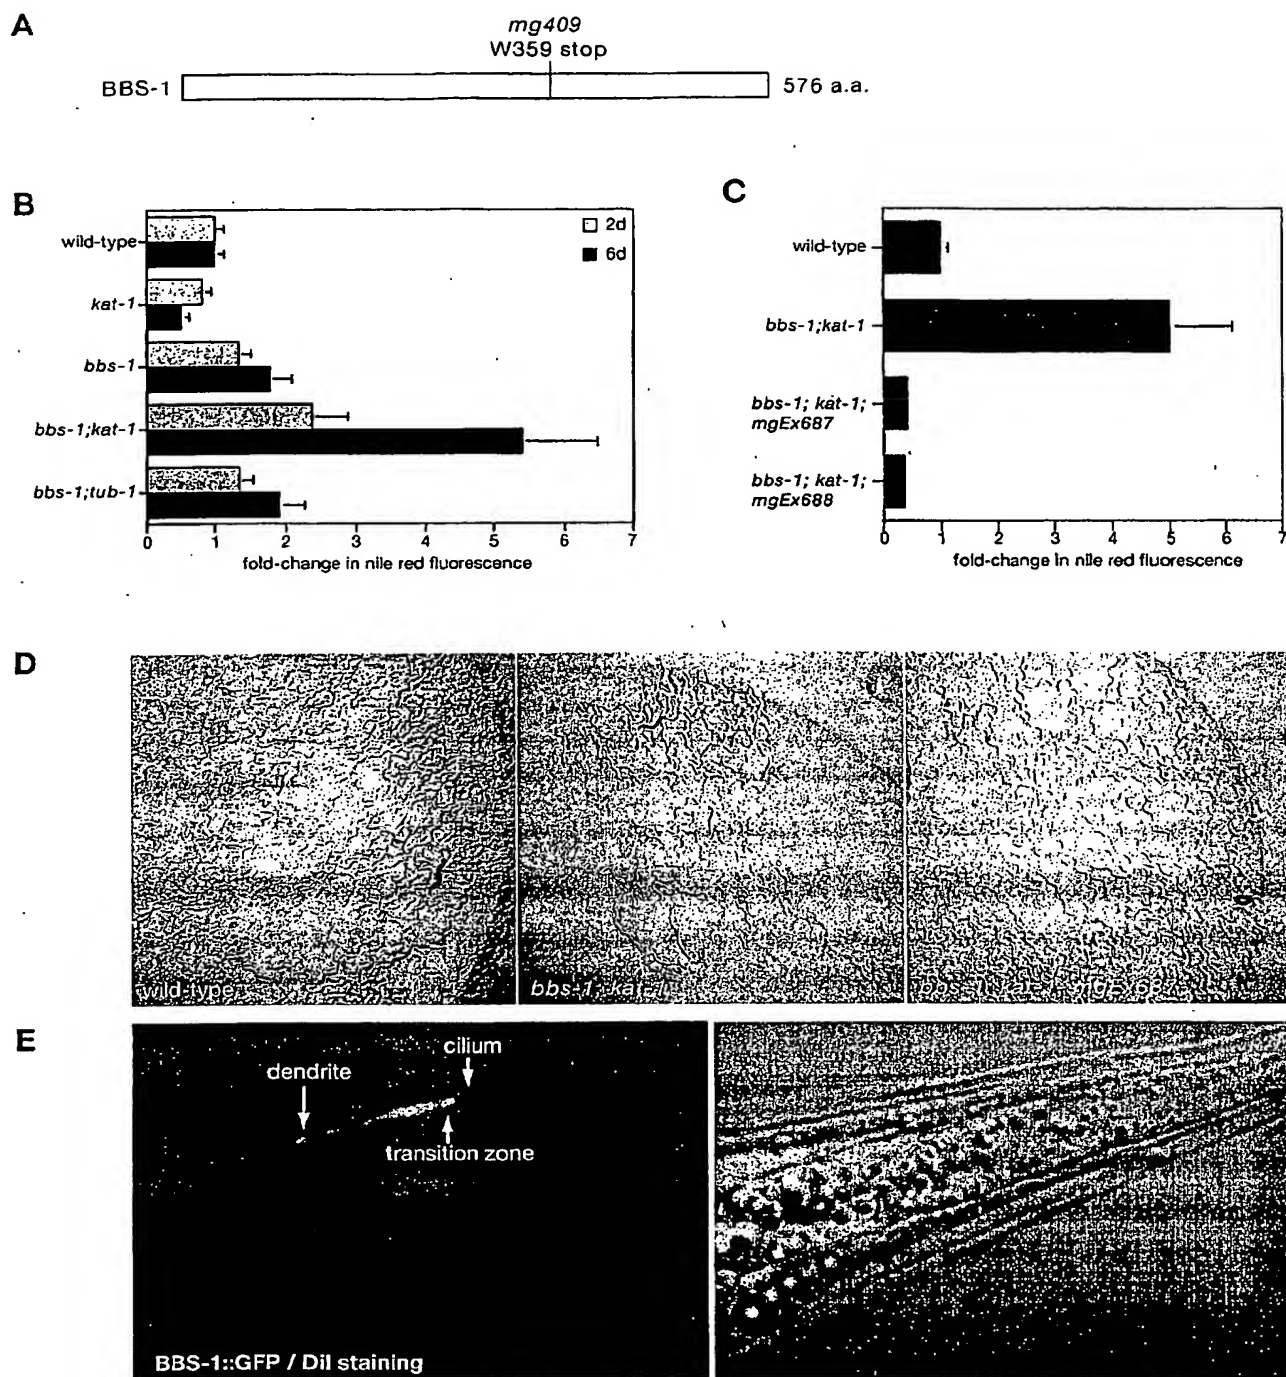 A
mg409
W359 stop
BBS-1
576 a.a.
B
2d
6d
wild-type
kat-1
bbs-1
bbs-1;kat-1
bbs-1;tub-1
0 1 2 3 4 5 6 7
fold-change in nile red fluorescence
C
wild-type
bbs-1;kat-1
bbs-1; kat-1;
mgEx687
bbs-1; kat-1;
mgEx688
0 1 2 3 4 5 6 7
fold-change in nile red fluorescence
D
wild-type
bbs-1; kat-1
E
dendrite
cilium
transition zone
BBS-1::GFP / DiI staining